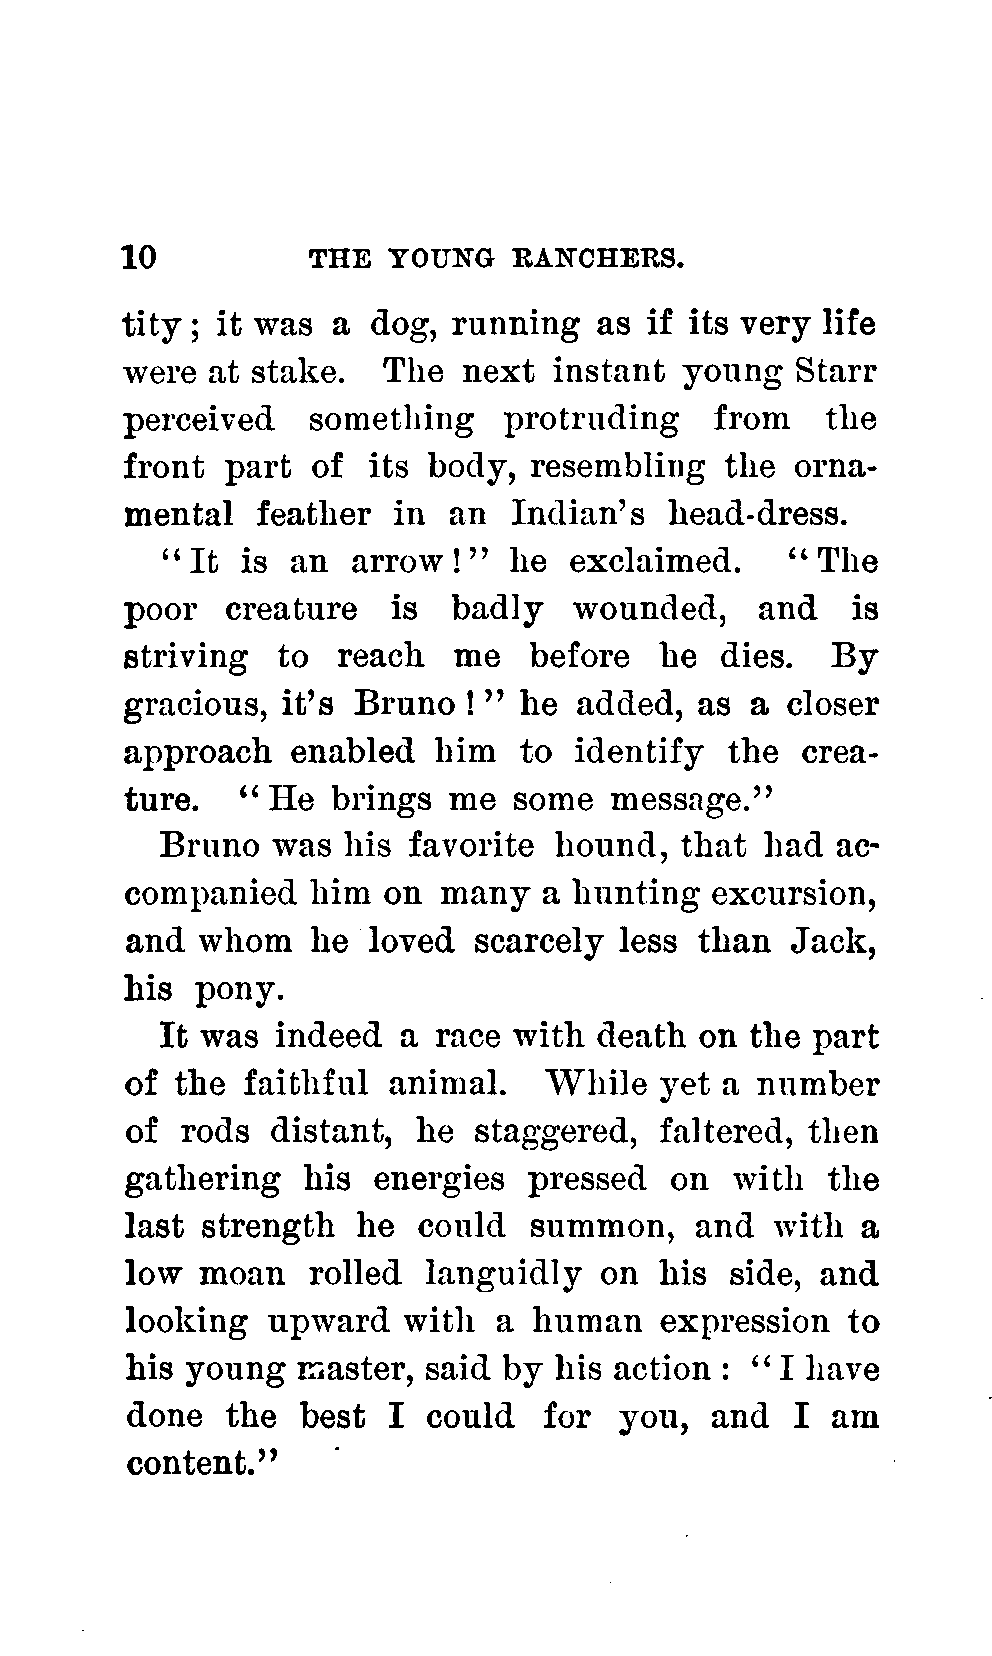 10 THE YOUNG RANCHERS.
tity; it was a dog, running as if its very life
were at stake. The next instant young Starr
perceived something protruding from the
front part of its body, resembling the orna-
mental feather in an Indian's head-dress.
"It is an arrow!" he exclaimed. "The
poor creature is badly wounded, and is
striving to reach me before he dies. By
gracious, it's Bruno!" he added, as a closer
approach enabled him to identify the crea-
ture. "He brings me some message."
Bruno was his favorite hound, that had ac-
companied him on many a hunting excursion,
and whom he loved scarcely less than Jack,
his pony.
It was indeed a race with death on the part
of the faithful animal. While yet a number
of rods distant, he staggered, faltered, then
gathering his energies pressed on with the
last strength he could summon, and with a
low moan rolled languidly on his side, and
looking upward with a human expression to
his young master, said by his action: "I have
done the best I could for you, and I am
content."